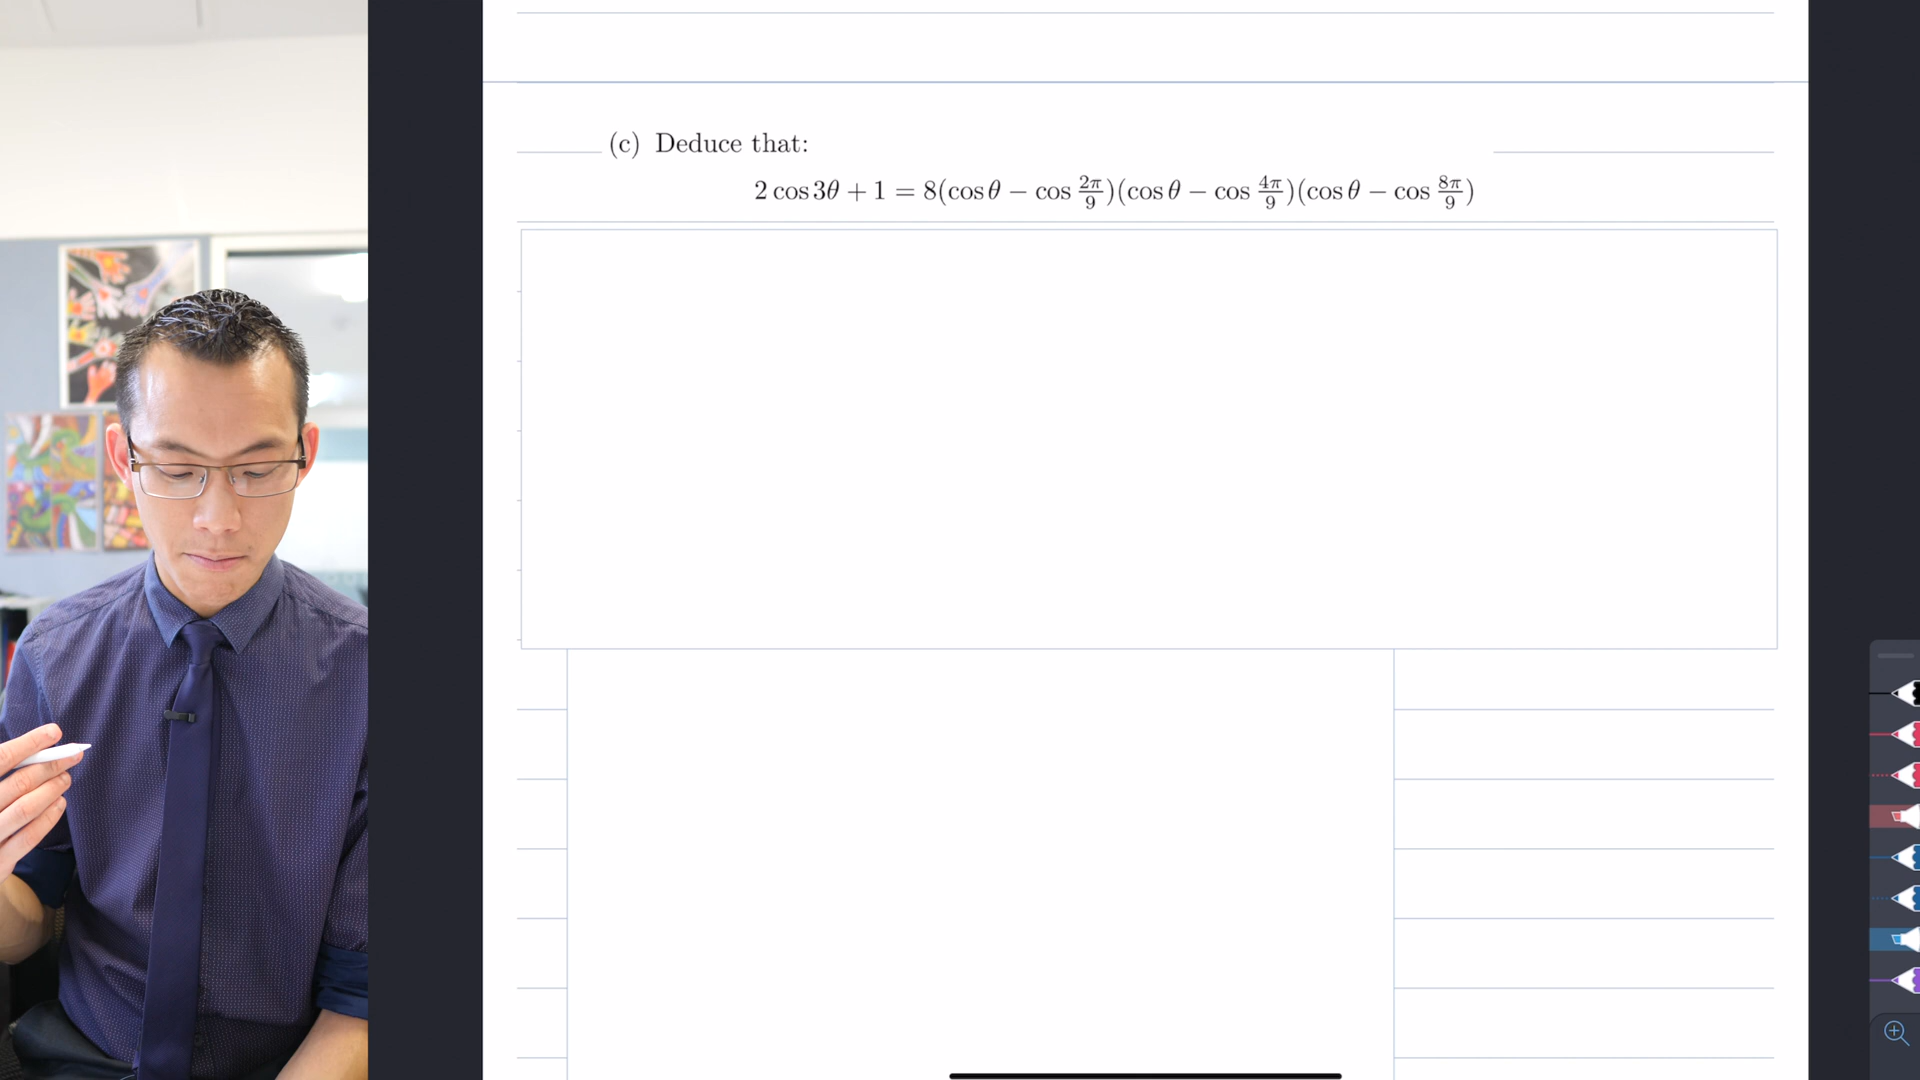 (c) Deduce that:
2 cos 3θ + 1 = 8(cos θ − cos 2π/9)(cos θ − cos 4π/9)(cos θ − cos 8π/9)